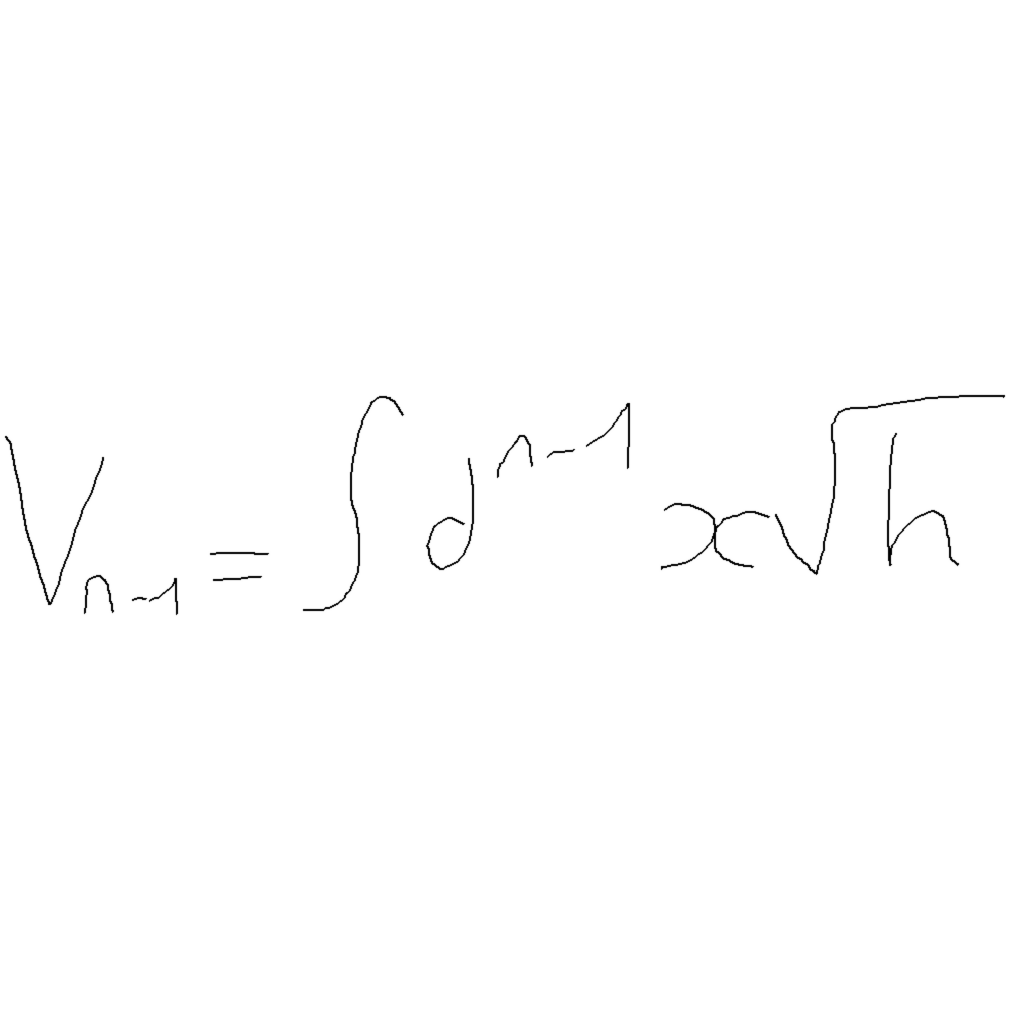 V_{n-1} = \int d^{n-1} x \sqrt{h}